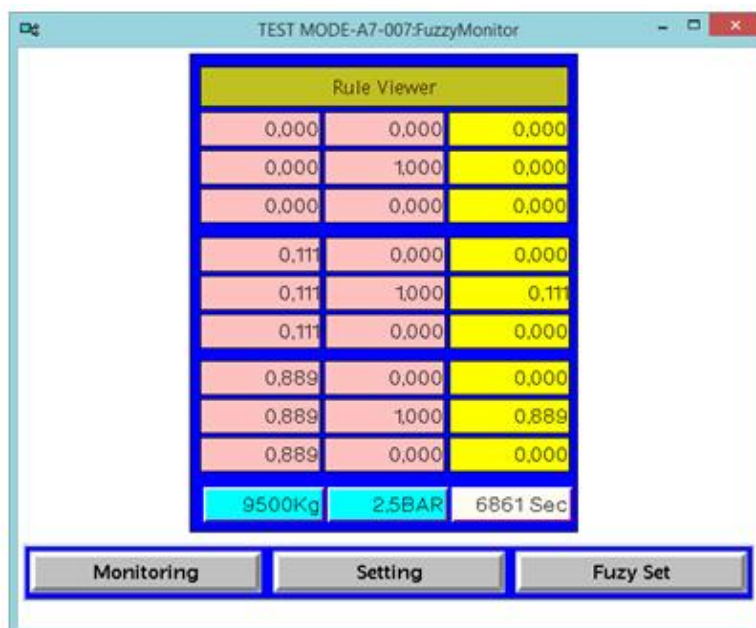 TEST MODE-A7-007:FuzzyMonitor
Rule Viewer
0,000 0,000 0,000
0,000 1,000 0,000
0,000 0,000 0,000
0,111 0,000 0,000
0,111 1,000 0,111
0,111 0,000 0,000
0,889 0,000 0,000
0,889 1,000 0,889
0,889 0,000 0,000
9500Kg 2,5BAR 6861 Sec
Monitoring Setting Fuzy Set